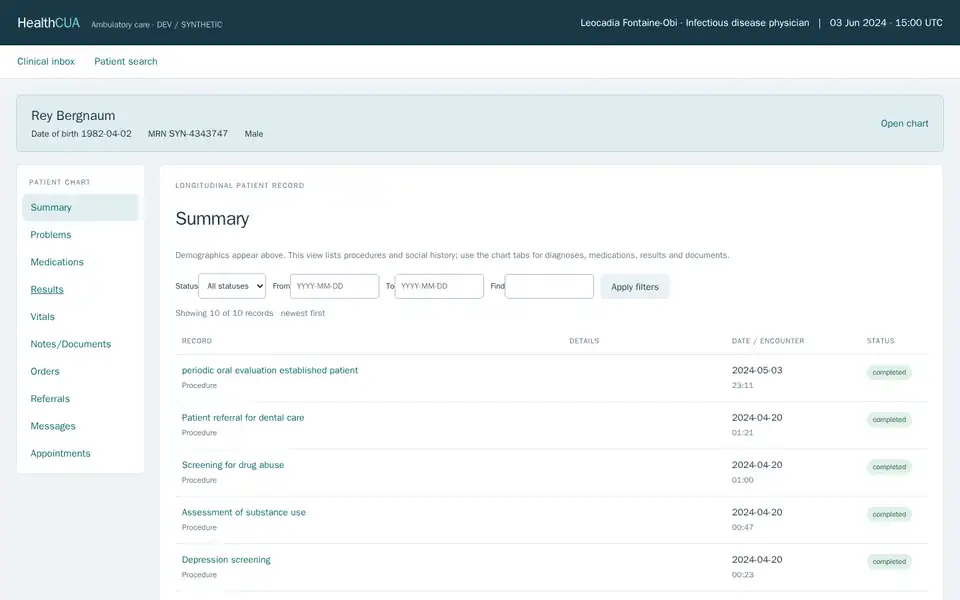 HealthCUA Ambulatory care · DEV / SYNTHETIC
Leocadia Fontaine-Obi · Infectious disease physician | 03 Jun 2024 · 15:00 UTC
Clinical inbox Patient search
Rey Bergnaum
Date of birth 1982-04-02 MRN SYN-4343747 Male
Open chart
PATIENT CHART
Summary
Problems
Medications
Results
Vitals
Notes/Documents
Orders
Referrals
Messages
Appointments
LONGITUDINAL PATIENT RECORD
Summary
Demographics appear above. This view lists procedures and social history; use the chart tabs for diagnoses, medications, results and documents.
Status All statuses From YYYY-MM-DD To YYYY-MM-DD Find Apply filters
Showing 10 of 10 records · newest first
RECORD DETAILS DATE / ENCOUNTER STATUS
periodic oral evaluation established patient 2024-05-03 completed
Procedure 23:11
Patient referral for dental care 2024-04-20 completed
Procedure 01:21
Screening for drug abuse 2024-04-20 completed
Procedure 01:00
Assessment of substance use 2024-04-20 completed
Procedure 00:47
Depression screening 2024-04-20 completed
Procedure 00:23